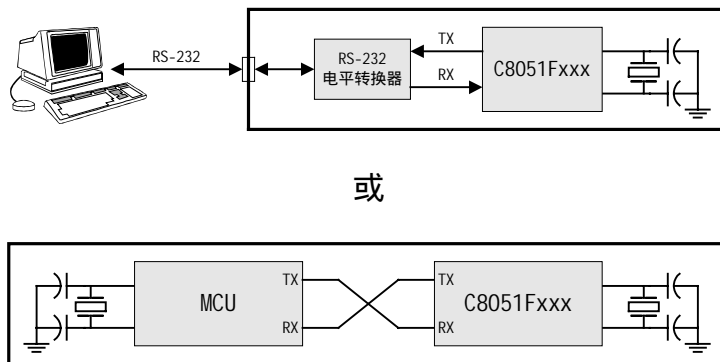 RS-232
RS-232
电平转换器
TX
RX
C8051Fxxx
或
MCU
TX
RX
TX
RX
C8051Fxxx